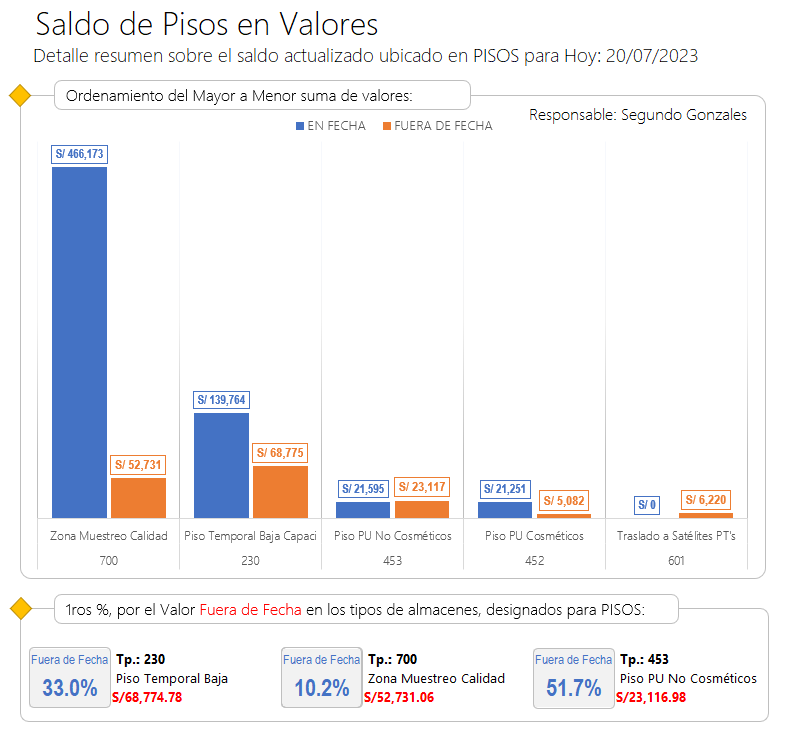 Saldo de Pisos en Valores
Detalle resumen sobre el saldo actualizado ubicado en PISOS para Hoy: 20/07/2023
Ordenamiento del Mayor a Menor suma de valores:
Responsable: Segundo Gonzales
EN FECHA FUERA DE FECHA
S/ 466,173
S/ 52,731
S/ 139,764
S/ 68,775
S/ 21,595
S/ 23,117
S/ 21,251
S/ 5,082
S/ 0
S/ 6,220
Zona Muestreo Calidad Piso Temporal Baja Capaci Piso PU No Cosméticos Piso PU Cosméticos Traslado a Satélites PT's
700 230 453 452 601
1ros %, por el Valor Fuera de Fecha en los tipos de almacenes, designados para PISOS:
Fuera de Fecha
33.0%
Tp.: 230
Piso Temporal Baja
S/68,774.78
Fuera de Fecha
10.2%
Tp.: 700
Zona Muestreo Calidad
S/52,731.06
Fuera de Fecha
51.7%
Tp.: 453
Piso PU No Cosméticos
S/23,116.98